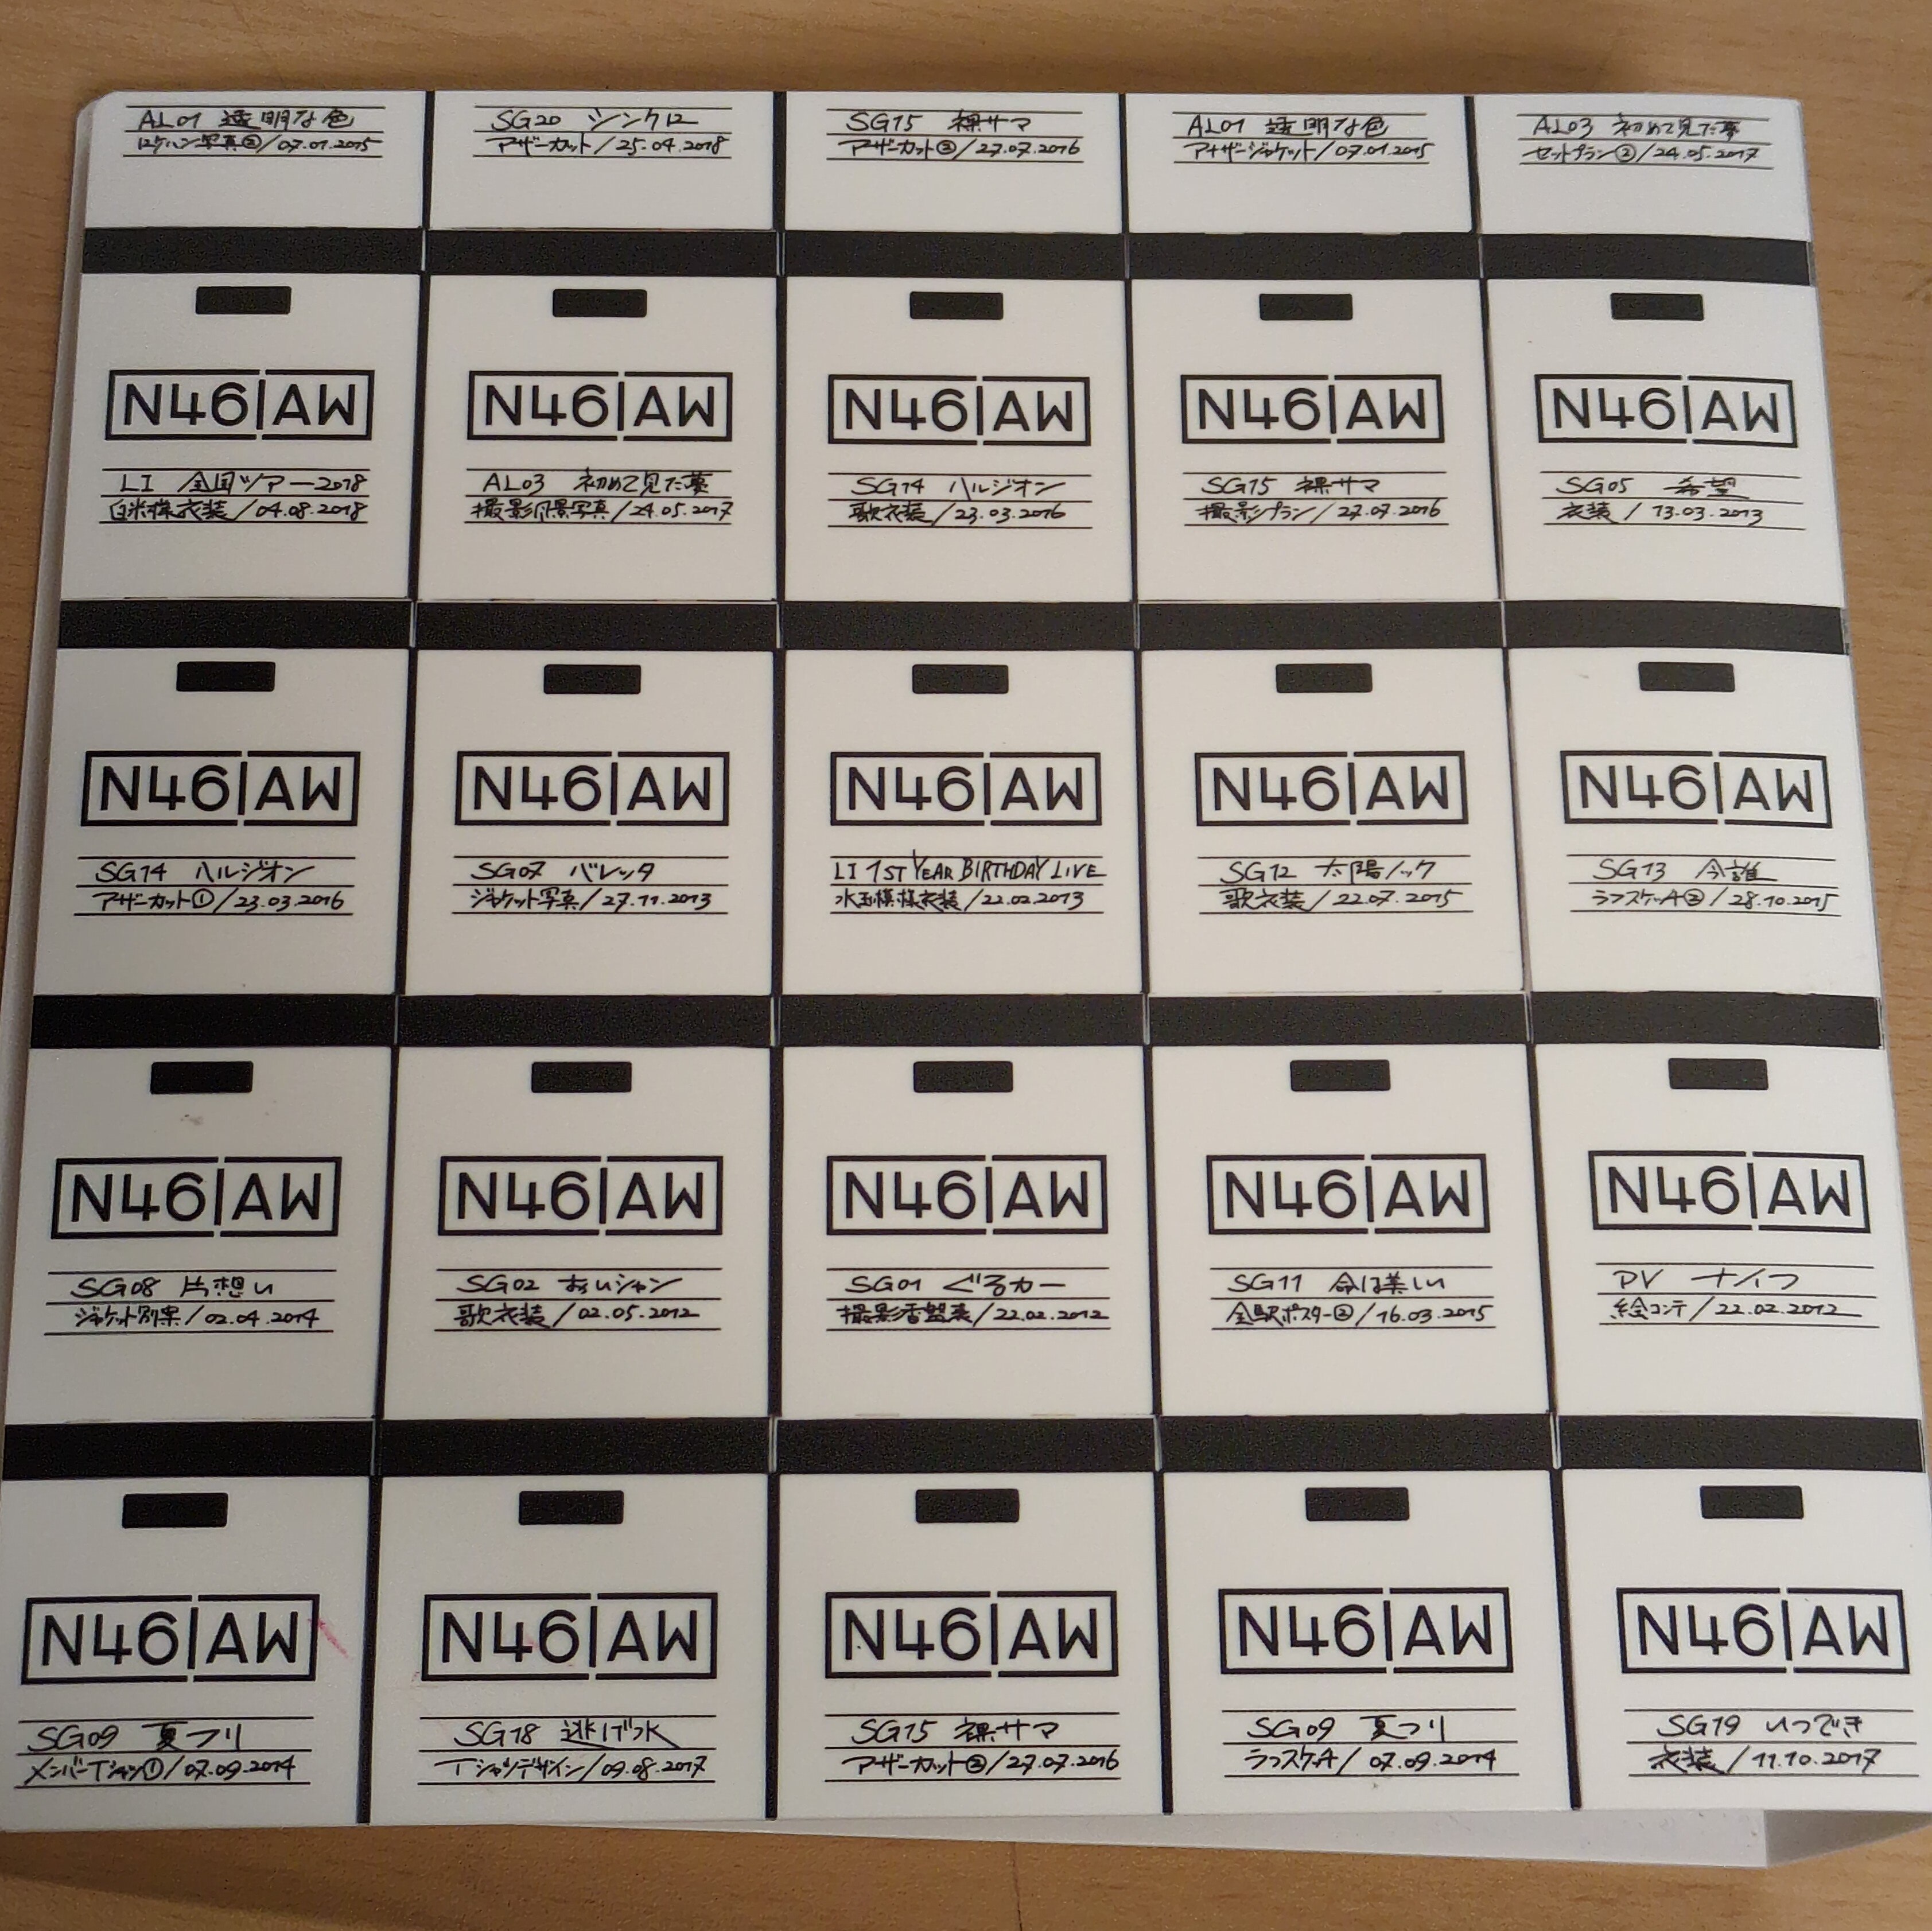 AL01 透明な色
ロケハン写真②/07.01.2015
SG20 シンクロ
アザーカット/25.04.2018
SG15 裸サマ
アザーカット③/27.07.2016
AL01 透明な色
アナザージャケット/07.01.2015
AL03 初めて見た夢
セットプラン②/24.05.2017
N46|AW
LI 全国ツアー2018
白米様衣装/04.08.2018
N46|AW
AL03 初めて見た夢
撮影風景写真/24.05.2017
N46|AW
SG14 ハルジオン
歌衣装/23.03.2016
N46|AW
SG15 裸サマ
撮影プラン/27.07.2016
N46|AW
SG05 希望
衣装/13.03.2013
N46|AW
SG14 ハルジオン
アザーカット①/23.03.2016
N46|AW
SG07 バレッタ
ジャケット写真/27.11.2013
N46|AW
LI 1ST YEAR BIRTHDAY LIVE
水玉模様衣装/22.02.2013
N46|AW
SG12 太陽ノック
歌衣装/22.07.2015
N46|AW
SG13 今誰
ラフスケッチ②/28.10.2015
N46|AW
SG08 片想い
ジャケット別案/02.04.2014
N46|AW
SG02 おいシャン
歌衣装/02.05.2012
N46|AW
SG01 ぐるカー
撮影香盤表/22.02.2012
N46|AW
SG11 命は美しい
全駅ポスター②/16.03.2015
N46|AW
PV ナイフ
絵コンテ/22.02.2012
N46|AW
SG09 夏フリ
メンバーTシャツ①/07.09.2014
N46|AW
SG18 逃げ水
Tシャツデザイン/09.08.2017
N46|AW
SG15 裸サマ
アザーカット②/27.07.2016
N46|AW
SG09 夏フリ
ラフスケッチ/07.09.2014
N46|AW
SG19 いつでき
衣装/11.10.2017